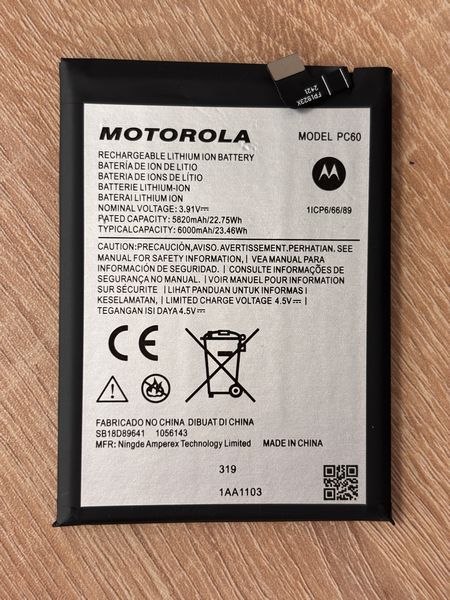 FP1923X
2421
MOTOROLA
MODEL PC60
RECHARGEABLE LITHIUM ION BATTERY
BATERÍA DE ION DE LITIO
BATERIA DE ÍONS DE LITIO
BATTERIE LITHIUM-ION
BATERAI LITHIUM ION
NOMINAL VOLTAGE: 3.91V⎓
RATED CAPACITY: 5820mAh/22.75Wh
TYPICALCAPACITY: 6000mAh/23.46Wh
1ICP6/66/89
CAUTION:PRECAUCIÓN,AVISO. AVERTISSEMENT.PERHATIAN. SEE
MANUAL FOR SAFETY INFORMATION, | VEA MANUAL PARA
INFORMACIÓN DE SEGURIDAD, | CONSULTE INFORMAÇÕES DE
SEGURANÇA NO MANUAL. | VOIR MANUEL POUR INFORMATION
SUR SÉCURITÉ | LIHAT PANDUAN UNTUK INFORMASI
KESELAMATAN, | LIMITED CHARGE VOLTAGE 4.5V⎓ |
TEGANGAN ISI DAYA 4.5V⎓
CE
FABRICADO NO CHINA DIBUAT DI CHINA
SB18D89641 1056143
MFR: Ningde Amperex Technology Limited MADE IN CHINA
319
1AA1103